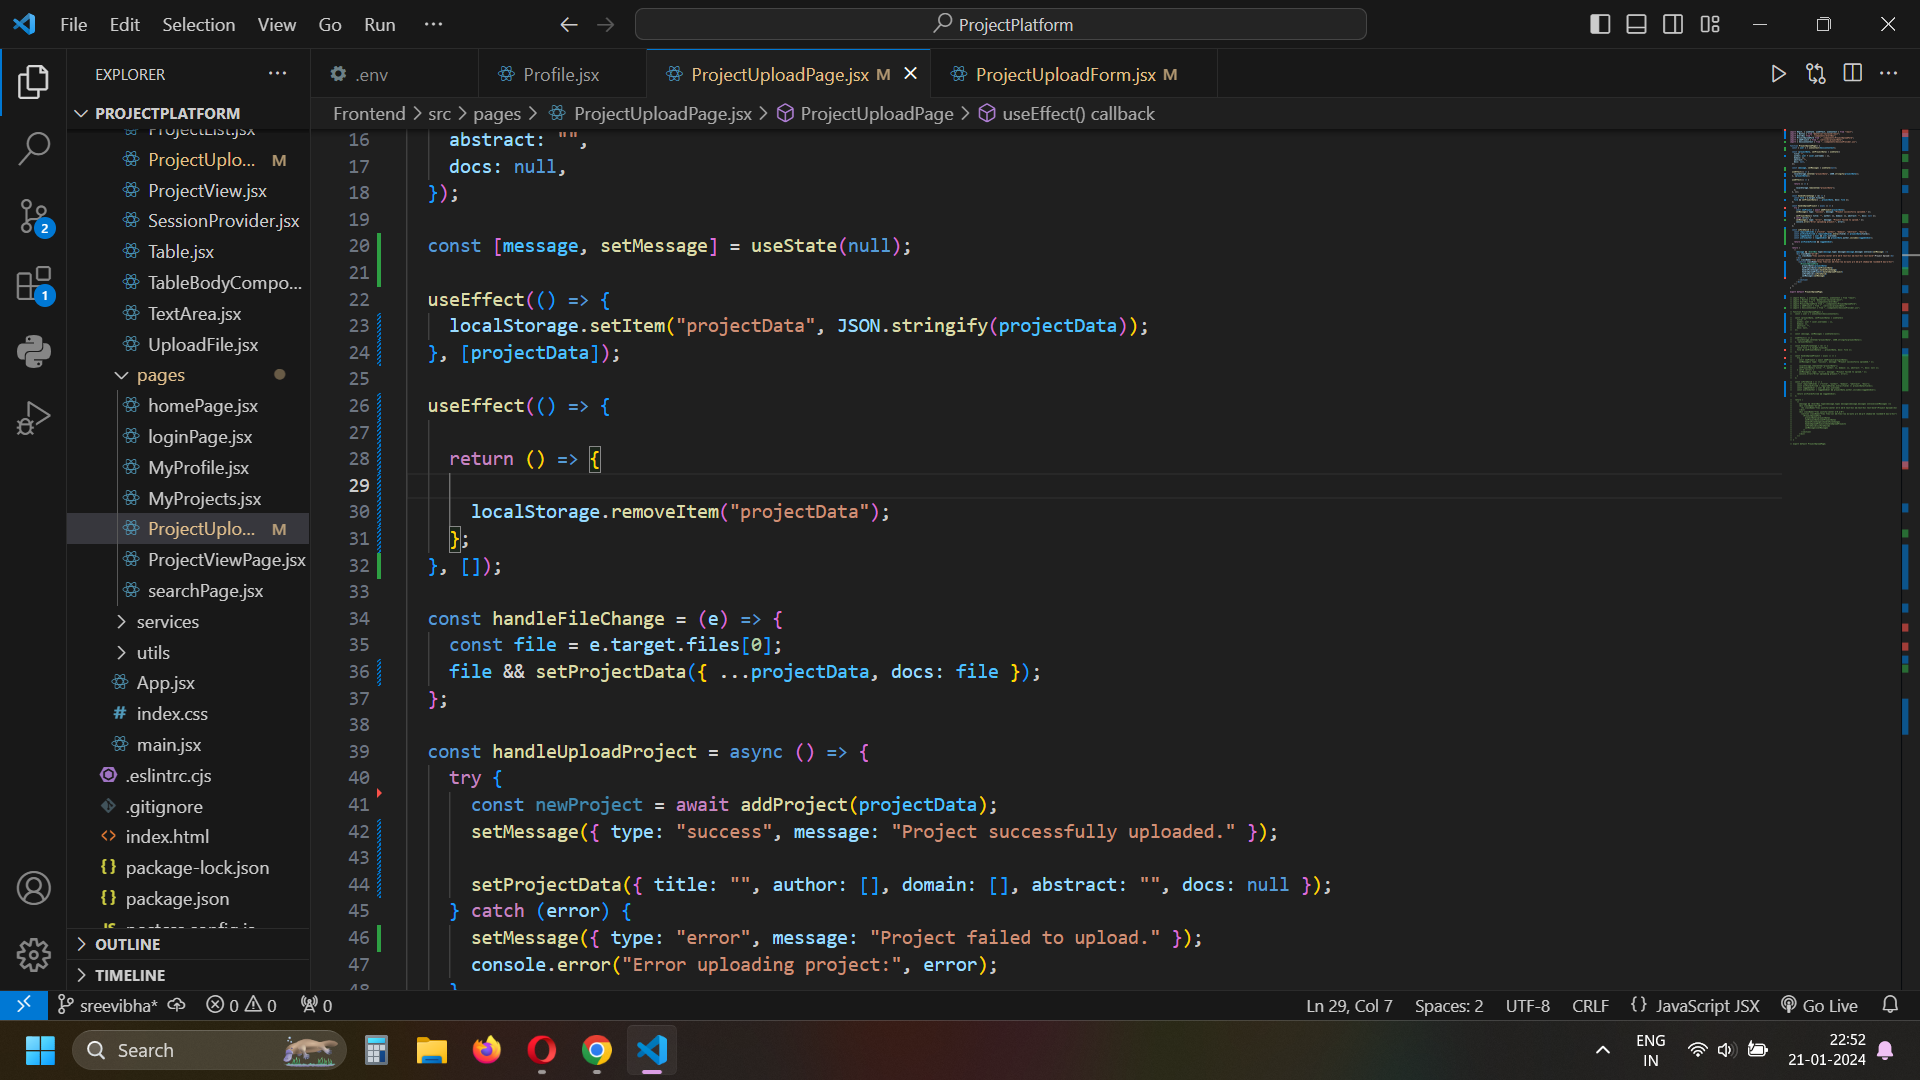 File Edit Selection View Go Run ···
ProjectPlatform
EXPLORER ···
PROJECTPLATFORM
ProjectList.jsx
ProjectUplo... M
ProjectView.jsx
SessionProvider.jsx
Table.jsx
TableBodyCompo...
TextArea.jsx
UploadFile.jsx
pages
homePage.jsx
loginPage.jsx
MyProfile.jsx
MyProjects.jsx
ProjectUplo... M
ProjectViewPage.jsx
searchPage.jsx
services
utils
App.jsx
# index.css
main.jsx
.eslintrc.cjs
.gitignore
<> index.html
{} package-lock.json
{} package.json
OUTLINE
TIMELINE
2
1
.env
Profile.jsx
ProjectUploadPage.jsx M
ProjectUploadForm.jsx M
Frontend > src > pages > ProjectUploadPage.jsx > ProjectUploadPage > useEffect() callback
16 abstract: "",
17 docs: null,
18 });
19
20 const [message, setMessage] = useState(null);
21
22 useEffect(() => {
23 localStorage.setItem("projectData", JSON.stringify(projectData));
24 }, [projectData]);
25
26 useEffect(() => {
27
28 return () => {
29
30 localStorage.removeItem("projectData");
31 };
32 }, []);
33
34 const handleFileChange = (e) => {
35 const file = e.target.files[0];
36 file && setProjectData({ ...projectData, docs: file });
37 };
38
39 const handleUploadProject = async () => {
40 try {
41 const newProject = await addProject(projectData);
42 setMessage({ type: "success", message: "Project successfully uploaded." });
43
44 setProjectData({ title: "", author: [], domain: [], abstract: "", docs: null });
45 } catch (error) {
46 setMessage({ type: "error", message: "Project failed to upload." });
47 console.error("Error uploading project:", error);
48 }
sreevibha* 0 0 0
Ln 29, Col 7 Spaces: 2 UTF-8 CRLF {} JavaScript JSX Go Live
Search
ENG
IN
22:52
21-01-2024